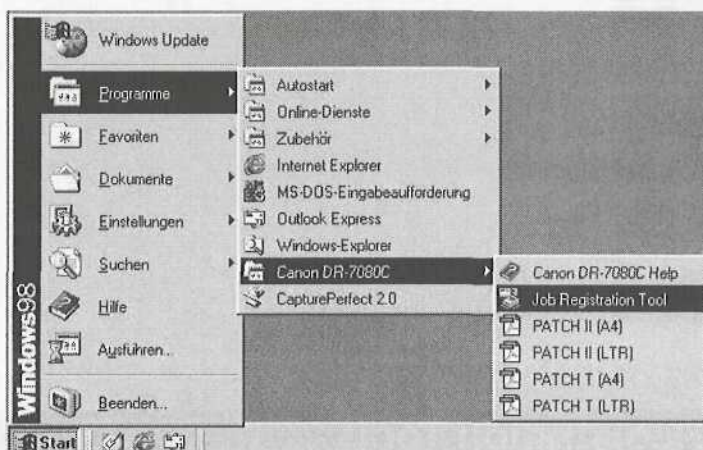 Windows Update
Programme
Favoriten
Dokumente
Einstellungen
Suchen
Hilfe
Ausführen...
Beenden...
Windows98
Start
Autostart
Online-Dienste
Zubehör
Internet Explorer
MS-DOS-Eingabeaufforderung
Outlook Express
Windows-Explorer
Canon DR-7080C
CapturePerfect 2.0
Canon DR-7080C Help
Job Registration Tool
PATCH II (A4)
PATCH II (LTR)
PATCH T (A4)
PATCH T (LTR)